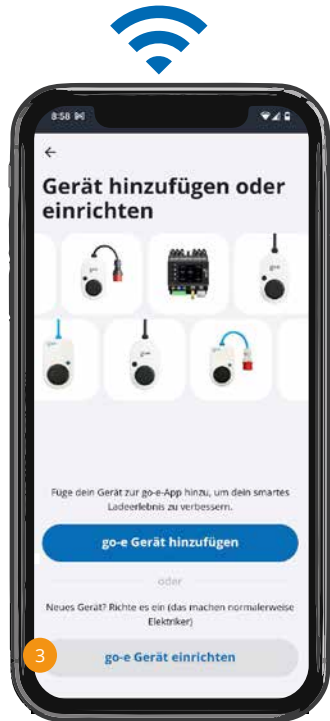 8:58
Gerät hinzufügen oder
einrichten
Füge dein Gerät zur go-e-App hinzu, um dein smartes
Ladeerlebnis zu verbessern.
go-e Gerät hinzufügen
oder
Neues Gerät? Richte es ein (das machen normalerweise
Elektriker)
3
go-e Gerät einrichten